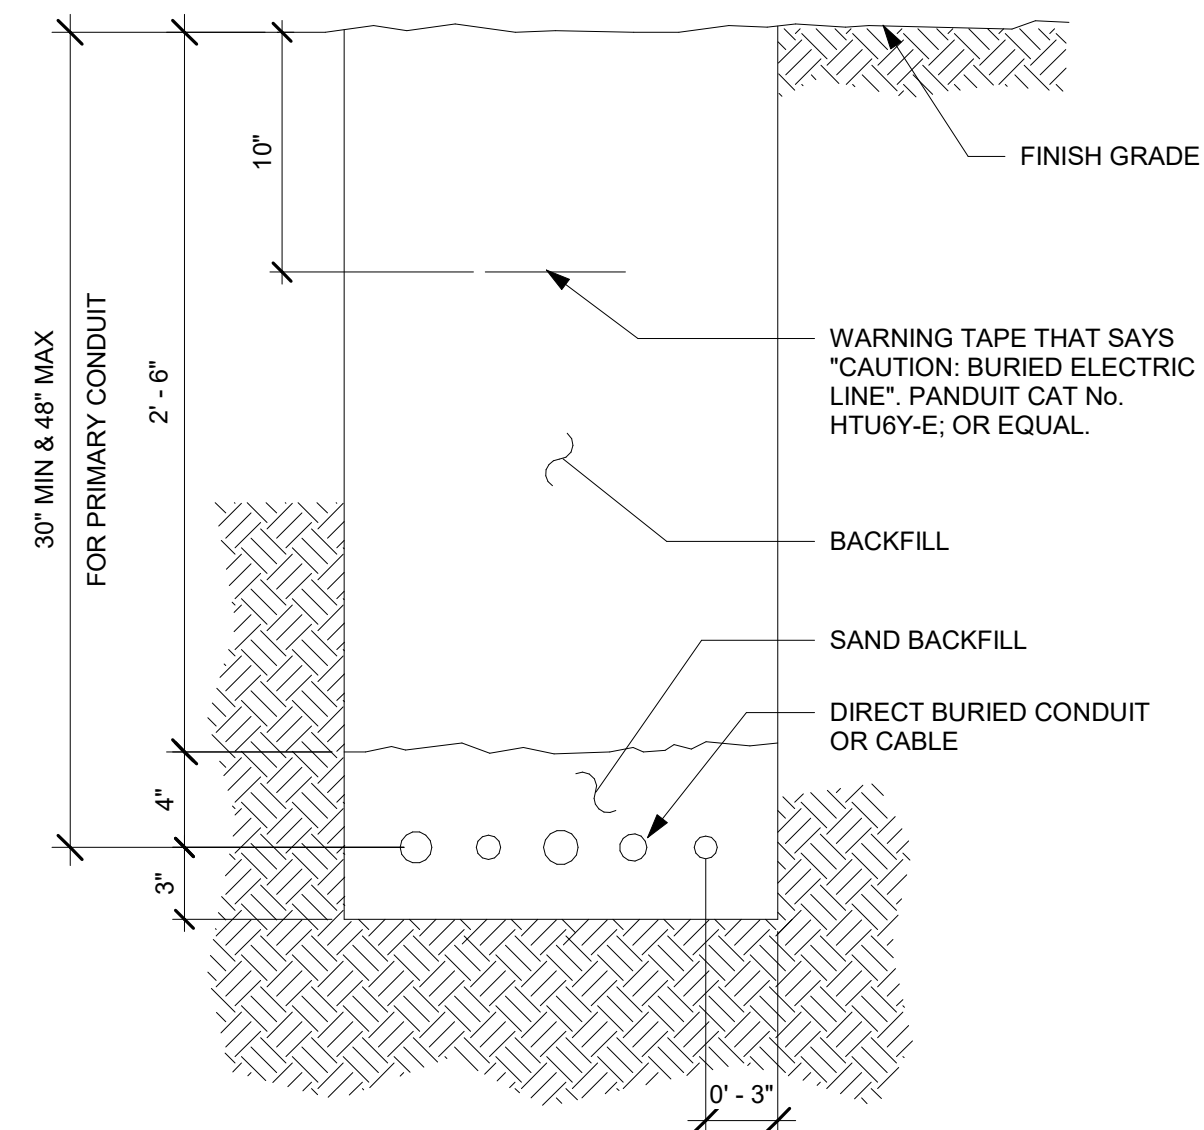 10"
FINISH GRADE
30" MIN & 48" MAX
FOR PRIMARY CONDUIT
2' - 6"
WARNING TAPE THAT SAYS
"CAUTION: BURIED ELECTRIC
LINE". PANDUIT CAT No.
HTU6Y-E; OR EQUAL.
BACKFILL
SAND BACKFILL
DIRECT BURIED CONDUIT
OR CABLE
4"
3"
0' - 3"